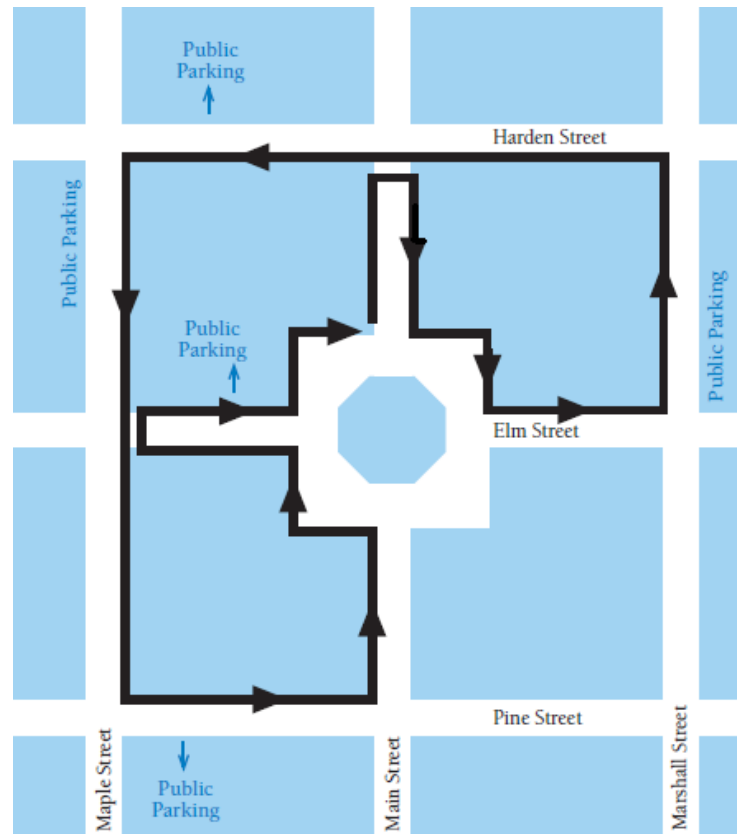 Public
Parking
Harden Street
Public Parking
Public
Parking
Public Parking
Elm Street
Pine Street
Maple Street
Main Street
Marshall Street
Public
Parking